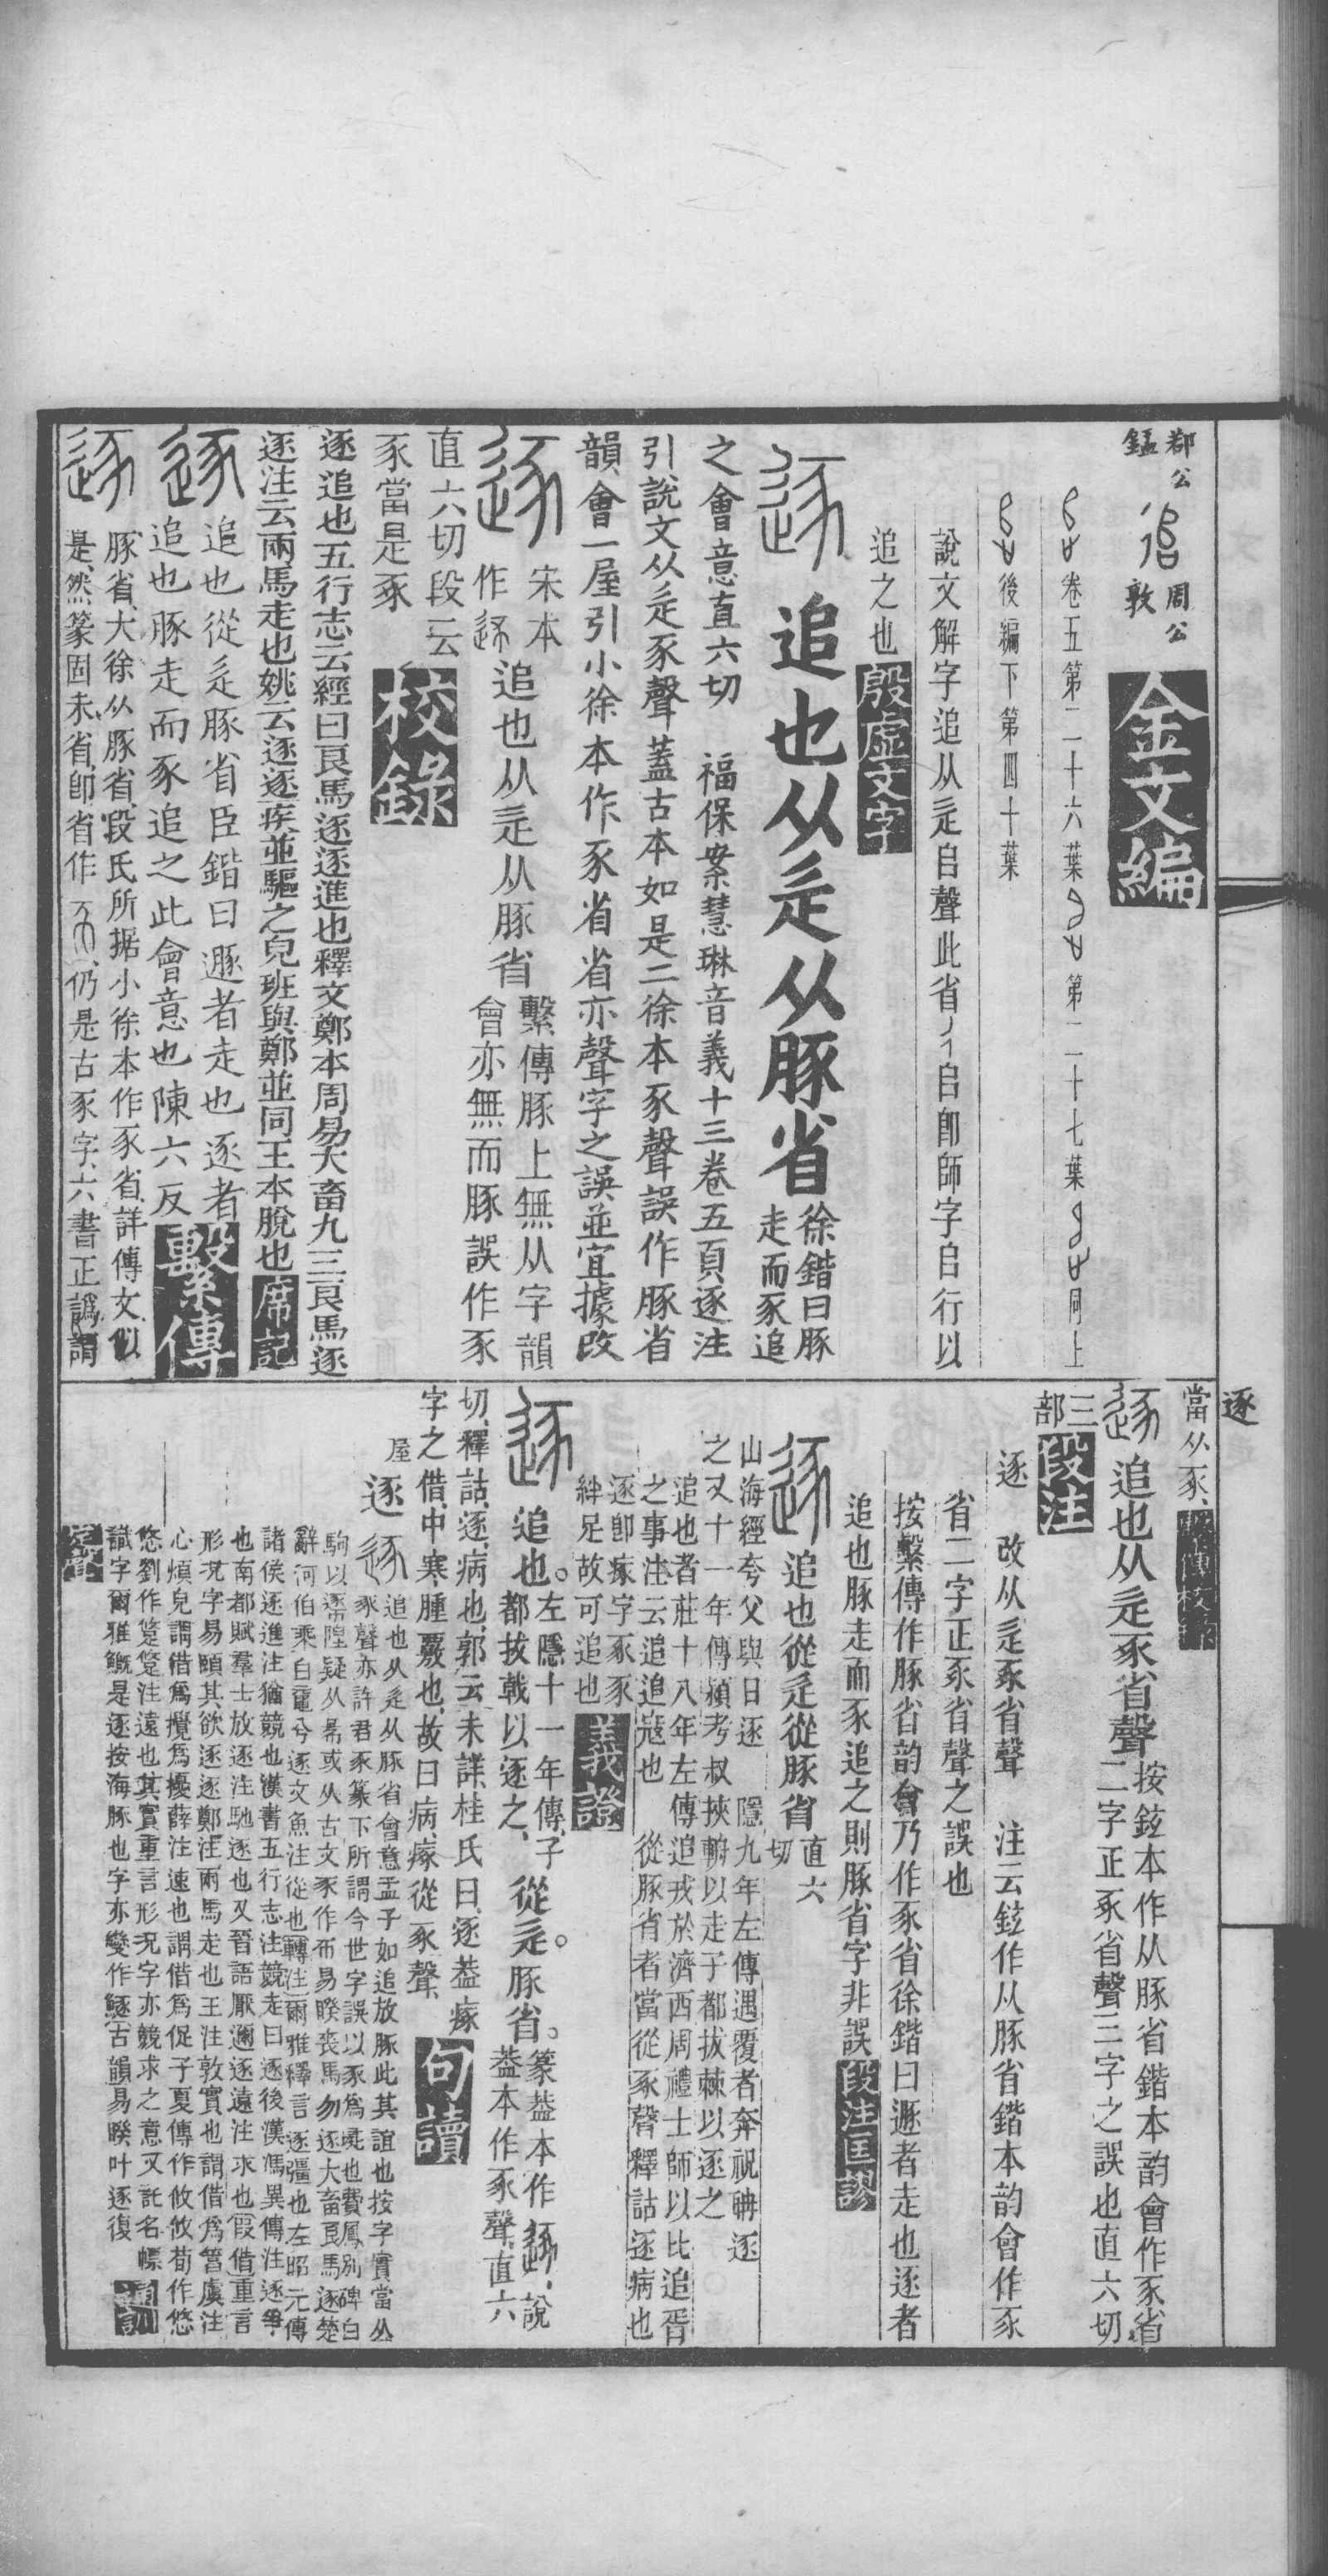 鄀公𥂴 周公敦 金文編
卷五第二十六葉 第二十七葉 同上
後編下第四十葉
說文解字追从辵𠂤聲此省彳𠂤卽師字𠂤行以
追之也 殷虛文字
追也从辵从豚省 徐鍇曰豚走而豕追
之會意直六切 福保案慧琳音義十三卷五頁逐注
引說文从辵豕聲蓋古本如是二徐本豕聲誤作豚省
韻會一屋引小徐本作豕省省亦聲字之誤並宜據改
宋本作 追也从辵从豚省 繫傳豚上無从字韻會亦無而豚誤作豕
直六切段云豕當是豖 校錄
逐追也五行志云經曰良馬逐逐進也釋文鄭本周易大畜九三良馬逐
逐注云兩馬走也姚云逐逐疾並驅之皃班與鄭並同王本脫也 席記
追也從辵豚省臣鍇曰遯者走也逐者
追也豚走而豕追之此會意也陳六反 繫傳
豚省大徐从豚省段氏所据小徐本作豕省詳傳文似
是然篆固未省卽省作 仍是古豕字六書正譌謂
逐
當从豕 繫傳校錄
追也从辵豕省聲 按鉉本作从豚省鍇本韵會作豕省二字正豕省聲三字之誤也直六切
三部 段注
逐 改从辵豕省聲 注云鉉作从豚省鍇本韵會作豕
省二字正豕省聲之誤也
按繫傳作豚省韵會乃作豕省徐鍇曰遯者走也逐者
追也豚走而豕追之則豚省字非誤 段注匡謬
追也從辵從豚省 直六切
山海經夸父與日逐 隱九年左傳遇覆者奔祝聃逐
之又十一年傳潁考叔挾輈以走子都拔棘以逐之
追也者莊十八年左傳追戎於濟西周禮士師以比追胥
之事注云追追寇也 從豚省者當從豕聲釋詁逐病也
逐卽瘃字豕豕
絆足故可追也 義證
追也。左隱十一年傳子都拔戟以逐之、從辵。豚省。篆蓋本作 說蓋本作豕聲、直六
切、釋詁、逐、病也、郭云、未詳、桂氏曰、逐蓋瘃
字之借、中寒、腫覈也、故曰病、瘃從豖聲、 句讀
屋 逐 追也从辵从豚省會意孟子如追放豚此其誼也按字實當从
豕聲亦許君豕篆下所謂今世字誤以豕爲彘也費鳳別碑白
駒以逐隍疑从帚或从古文豕作𢁓易睽喪馬勿逐大畜良馬逐楚
辭河伯乘白黿兮逐文魚注從也 轉注 爾雅釋言逐彊也左昭元傳
諸侯逐進注猶競也漢書五行志注競走曰逐後漢馮異傳注逐爭
也南都賦羣士放逐注馳逐也又晉語厭邇逐遠注求也 假借 重言
形況字易頤其欲逐逐鄭注兩馬走也王注敦實也謂借爲篤虞注
心煩皃謂借爲攪爲擾薛注速也謂借爲促子夏傳作攸攸荀作悠
悠劉作跾跾注遠也其實重言形況字亦競求之意又託名幖
識字爾雅鱀是逐按海豚也字亦變作鱁 古韻 易睽叶逐復 通訓
定聲